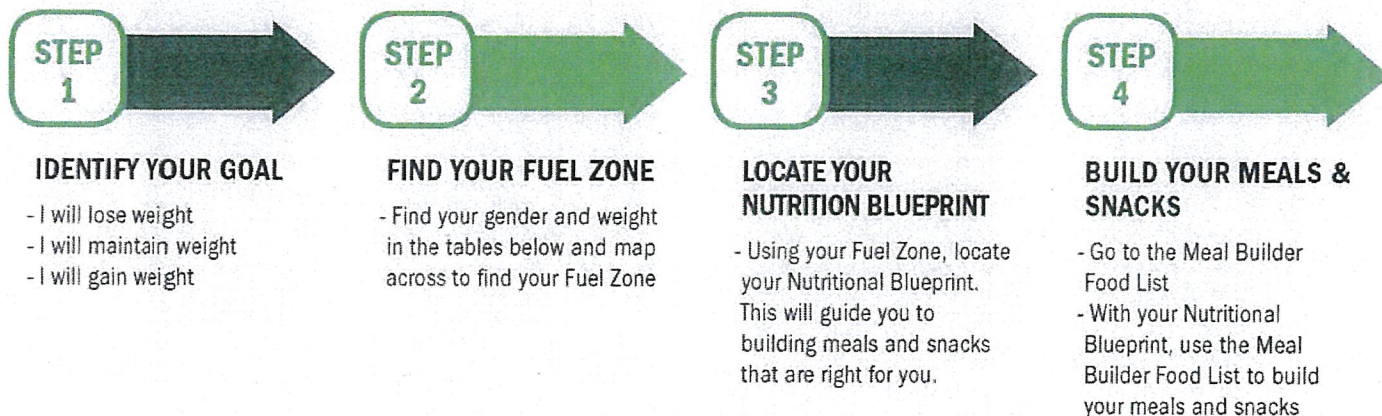 STEP
1
IDENTIFY YOUR GOAL
- I will lose weight
- I will maintain weight
- I will gain weight
STEP
2
FIND YOUR FUEL ZONE
- Find your gender and weight
in the tables below and map
across to find your Fuel Zone
STEP
3
LOCATE YOUR
NUTRITION BLUEPRINT
- Using your Fuel Zone, locate
your Nutritional Blueprint.
This will guide you to
building meals and snacks
that are right for you.
STEP
4
BUILD YOUR MEALS &
SNACKS
- Go to the Meal Builder
Food List
- With your Nutritional
Blueprint, use the Meal
Builder Food List to build
your meals and snacks